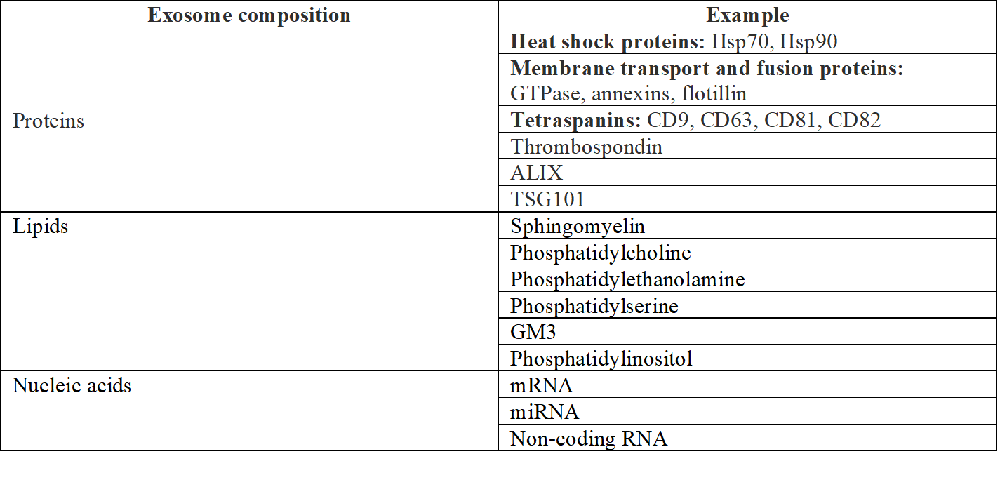 Exosome composition
Example
Proteins
Heat shock proteins: Hsp70, Hsp90
Membrane transport and fusion proteins:
GTPase, annexins, flotillin
Tetraspanins: CD9, CD63, CD81, CD82
Thrombospondin
ALIX
TSG101
Lipids
Sphingomyelin
Phosphatidylcholine
Phosphatidylethanolamine
Phosphatidylserine
GM3
Phosphatidylinositol
Nucleic acids
mRNA
miRNA
Non-coding RNA